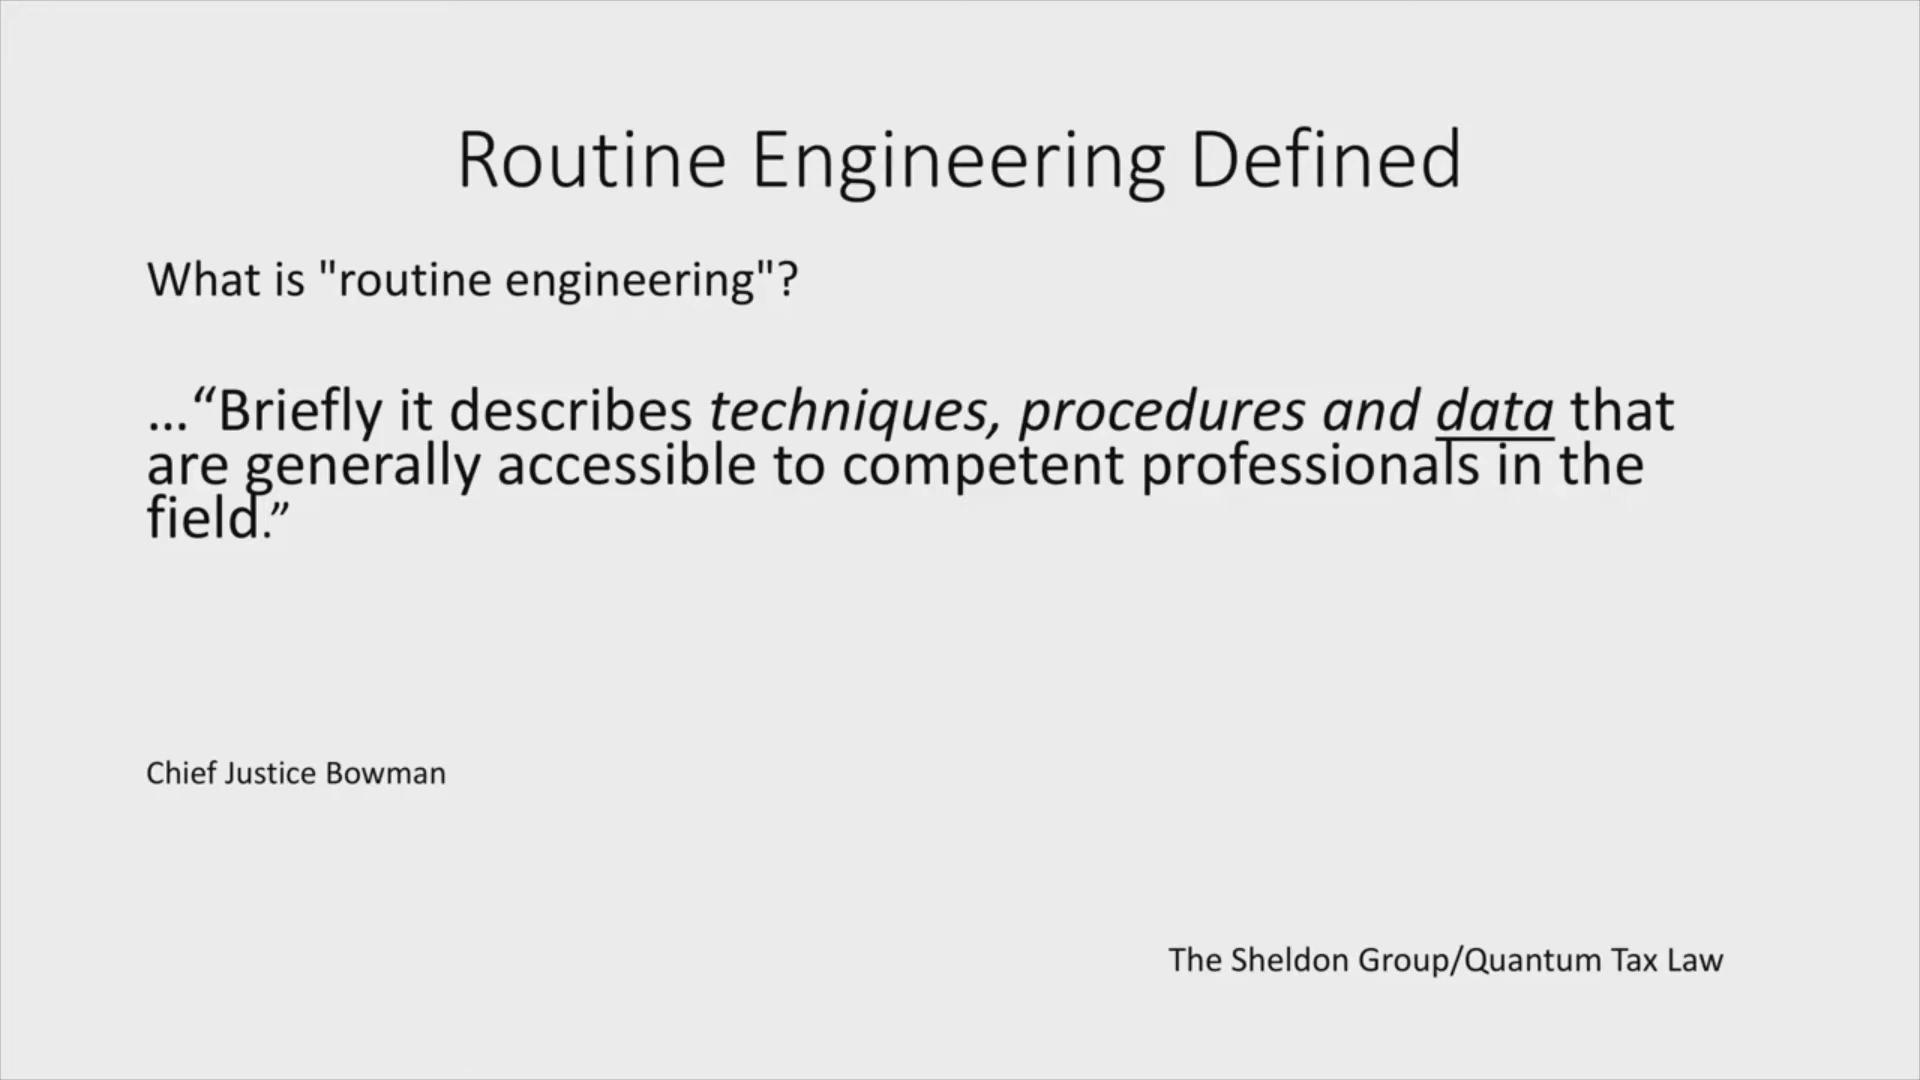 Routine Engineering Defined
What is "routine engineering"?
…“Briefly it describes techniques, procedures and data that
are generally accessible to competent professionals in the
field.”
Chief Justice Bowman
The Sheldon Group/Quantum Tax Law